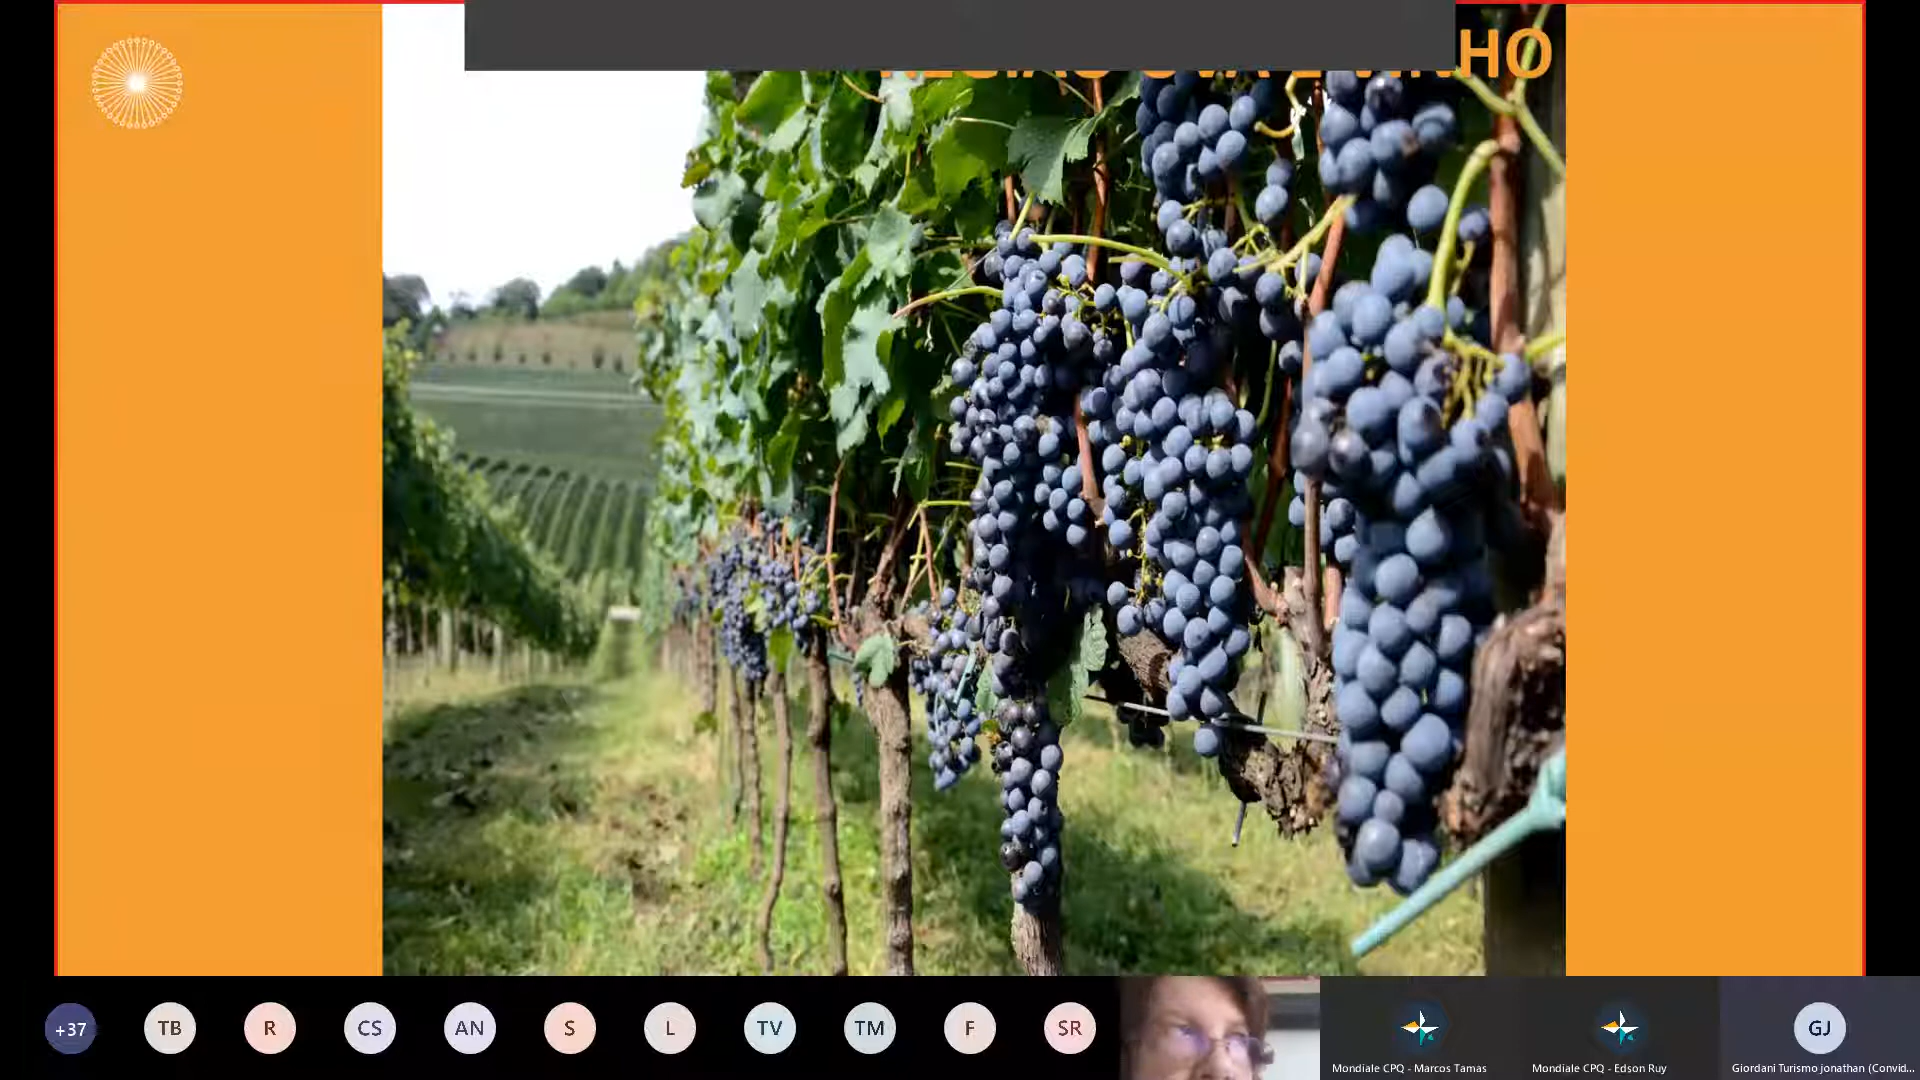 HO
+37
TB
R
CS
AN
S
L
TV
TM
F
SR
GJ
Mondiale CPQ - Marcos Tamas
Mondiale CPQ - Edson Ruy
Giordani Turismo jonathan (Convid...